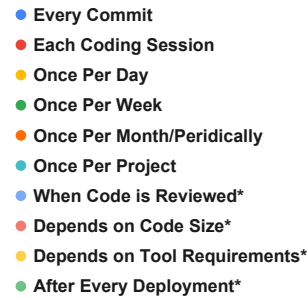 Every Commit
Each Coding Session
Once Per Day
Once Per Week
Once Per Month/Peridically
Once Per Project
When Code is Reviewed*
Depends on Code Size*
Depends on Tool Requirements*
After Every Deployment*